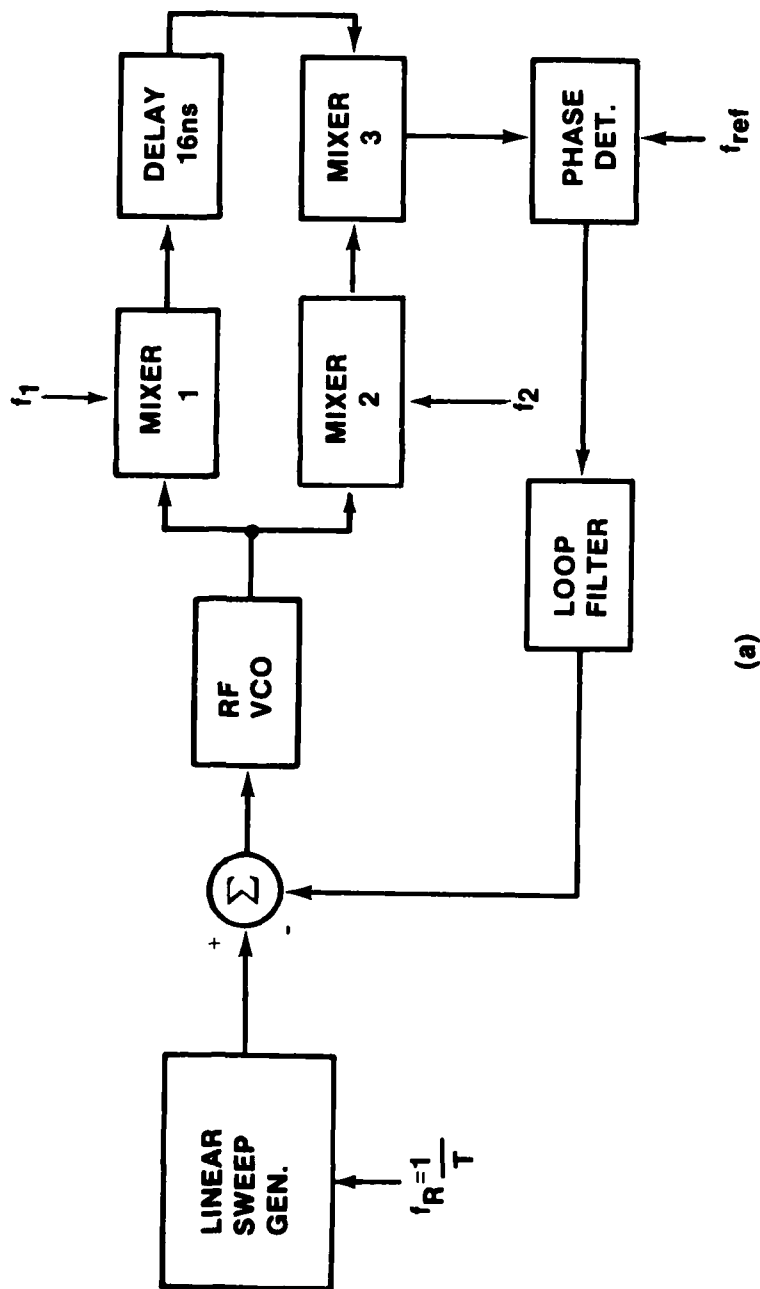 LINEAR
SWEEP
GEN.
f_R = 1/T
+
-
Σ
RF
VCO
f1
MIXER
1
DELAY
16ns
MIXER
2
f2
MIXER
3
PHASE
DET.
fref
LOOP
FILTER
(a)